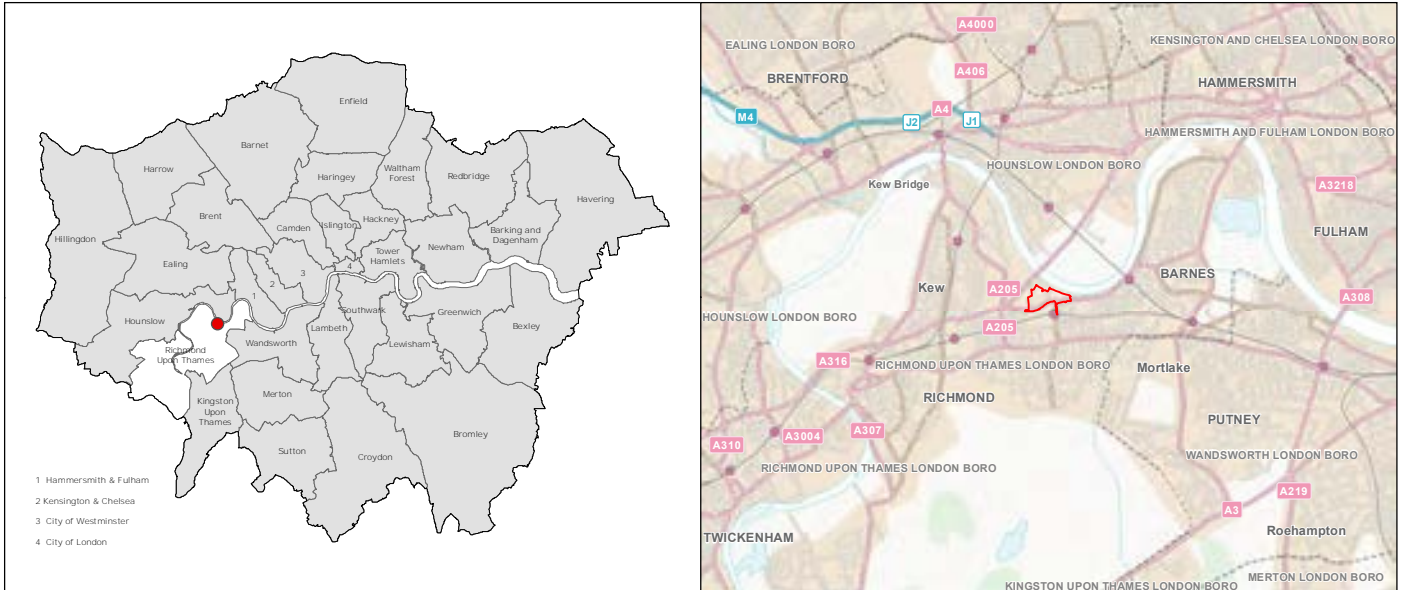 Enfield
Barnet
Harrow
Haringey
Waltham
Forest
Redbridge
Havering
Brent
Camden
Islington
Hackney
Barking and
Dagenham
Hillingdon
Ealing
Tower
Hamlets
Newham
1
2
3
4
Hounslow
Richmond
Upon Thames
Wandsworth
Lambeth
Southwark
Lewisham
Greenwich
Bexley
Kingston
Upon
Thames
Merton
Sutton
Croydon
Bromley
1 Hammersmith & Fulham
2 Kensington & Chelsea
3 City of Westminster
4 City of London
A4000
EALING LONDON BORO
KENSINGTON AND CHELSEA LONDON BORO
BRENTFORD
A406
HAMMERSMITH
M4
A4
J2
J1
HAMMERSMITH AND FULHAM LONDON BORO
HOUNSLOW LONDON BORO
Kew Bridge
A3218
FULHAM
BARNES
Kew
A205
A308
HOUNSLOW LONDON BORO
A205
A316
RICHMOND UPON THAMES LONDON BORO
Mortlake
RICHMOND
PUTNEY
A310
A3004
A307
WANDSWORTH LONDON BORO
RICHMOND UPON THAMES LONDON BORO
A219
A3
Roehampton
TWICKENHAM
KINGSTON UPON THAMES LONDON BORO
MERTON LONDON BORO